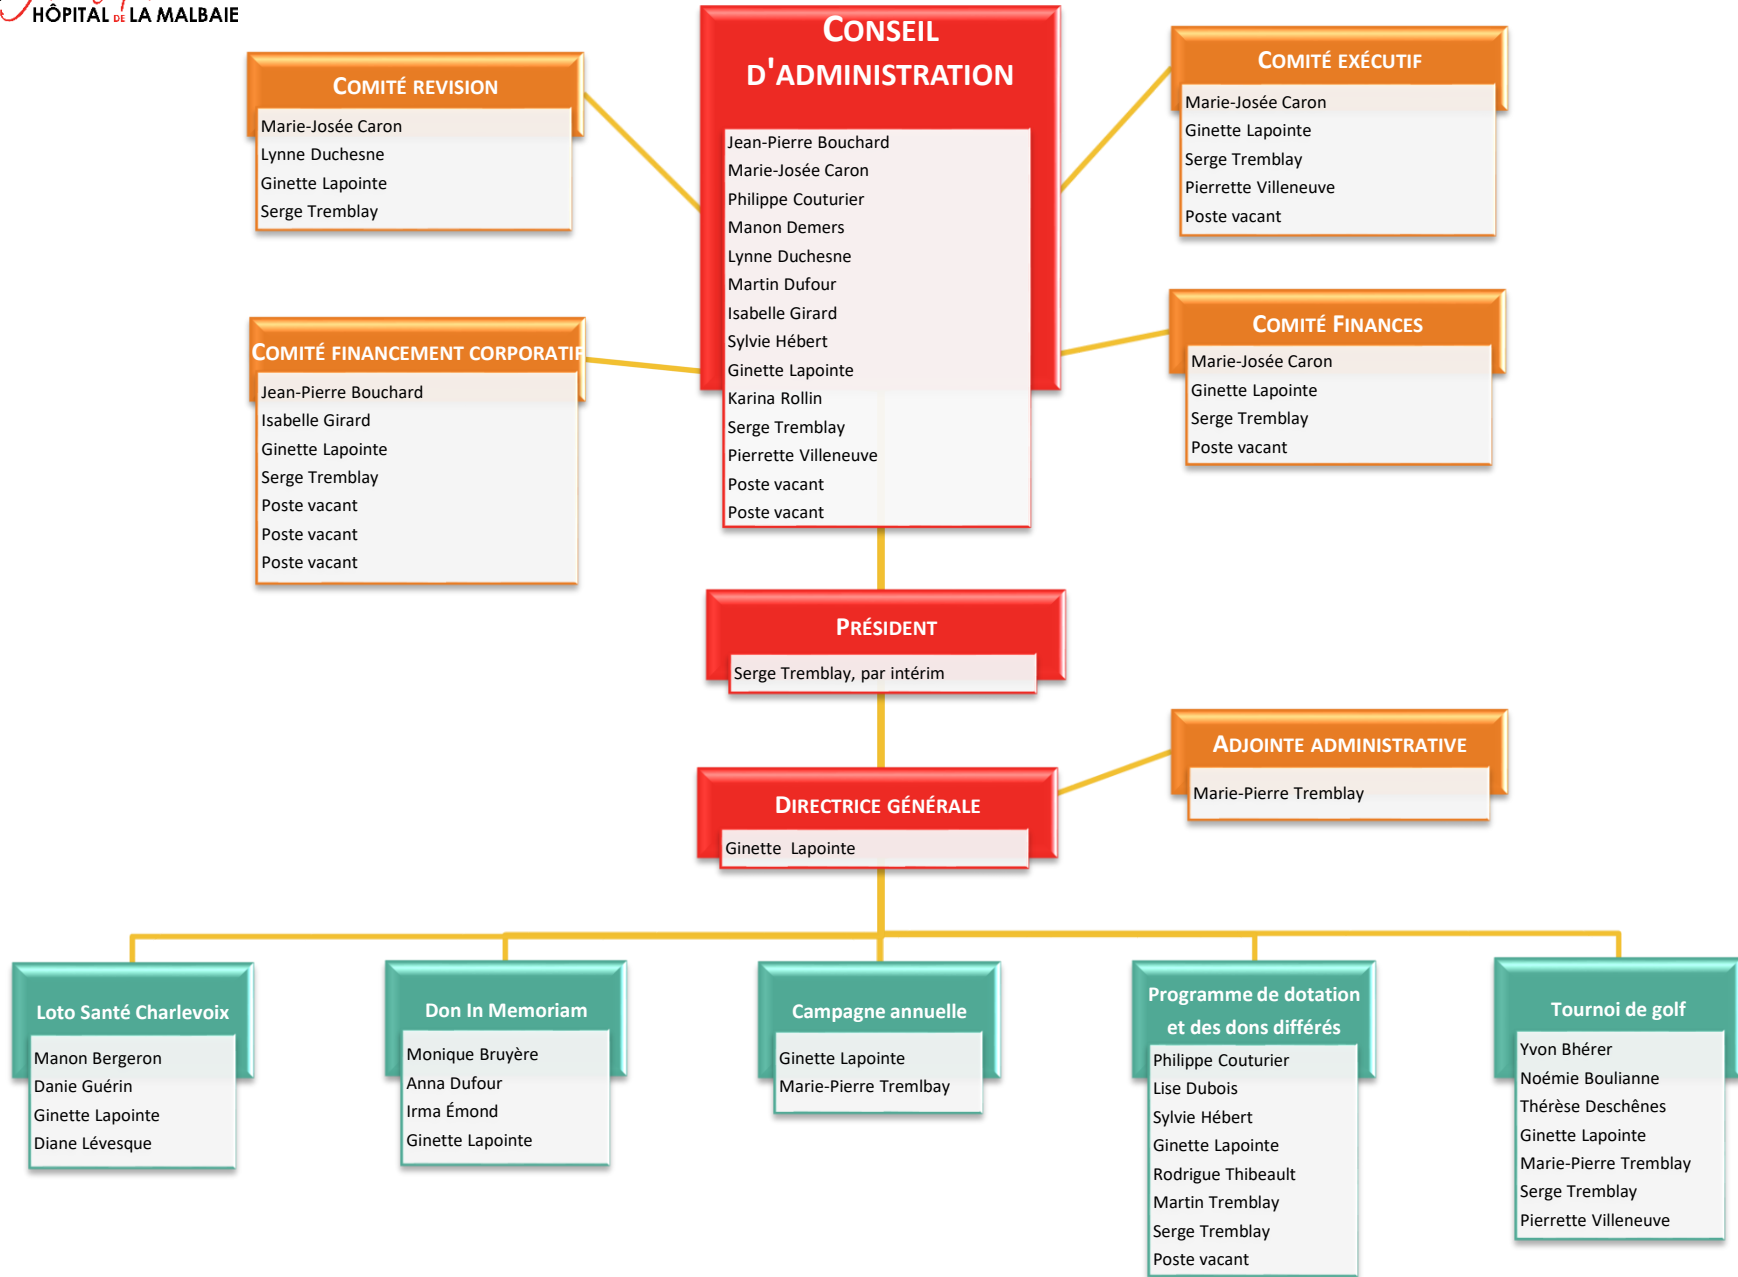 HÔPITAL DE LA MALBAIE
CONSEIL
D'ADMINISTRATION
Jean-Pierre Bouchard
Marie-Josée Caron
Philippe Couturier
Manon Demers
Lynne Duchesne
Martin Dufour
Isabelle Girard
Sylvie Hébert
Ginette Lapointe
Karina Rollin
Serge Tremblay
Pierrette Villeneuve
Poste vacant
Poste vacant
COMITÉ REVISION
Marie-Josée Caron
Lynne Duchesne
Ginette Lapointe
Serge Tremblay
COMITÉ EXÉCUTIF
Marie-Josée Caron
Ginette Lapointe
Serge Tremblay
Pierrette Villeneuve
Poste vacant
COMITÉ FINANCEMENT CORPORATIF
Jean-Pierre Bouchard
Isabelle Girard
Ginette Lapointe
Serge Tremblay
Poste vacant
Poste vacant
Poste vacant
COMITÉ FINANCES
Marie-Josée Caron
Ginette Lapointe
Serge Tremblay
Poste vacant
PRÉSIDENT
Serge Tremblay, par intérim
DIRECTRICE GÉNÉRALE
Ginette  Lapointe
ADJOINTE ADMINISTRATIVE
Marie-Pierre Tremblay
Loto Santé Charlevoix
Manon Bergeron
Danie Guérin
Ginette Lapointe
Diane Lévesque
Don In Memoriam
Monique Bruyère
Anna Dufour
Irma Émond
Ginette Lapointe
Campagne annuelle
Ginette Lapointe
Marie-Pierre Tremlbay
Programme de dotation
et des dons différés
Philippe Couturier
Lise Dubois
Sylvie Hébert
Ginette Lapointe
Rodrigue Thibeault
Martin Tremblay
Serge Tremblay
Poste vacant
Tournoi de golf
Yvon Bhérer
Noémie Boulianne
Thérèse Deschênes
Ginette Lapointe
Marie-Pierre Tremblay
Serge Tremblay
Pierrette Villeneuve